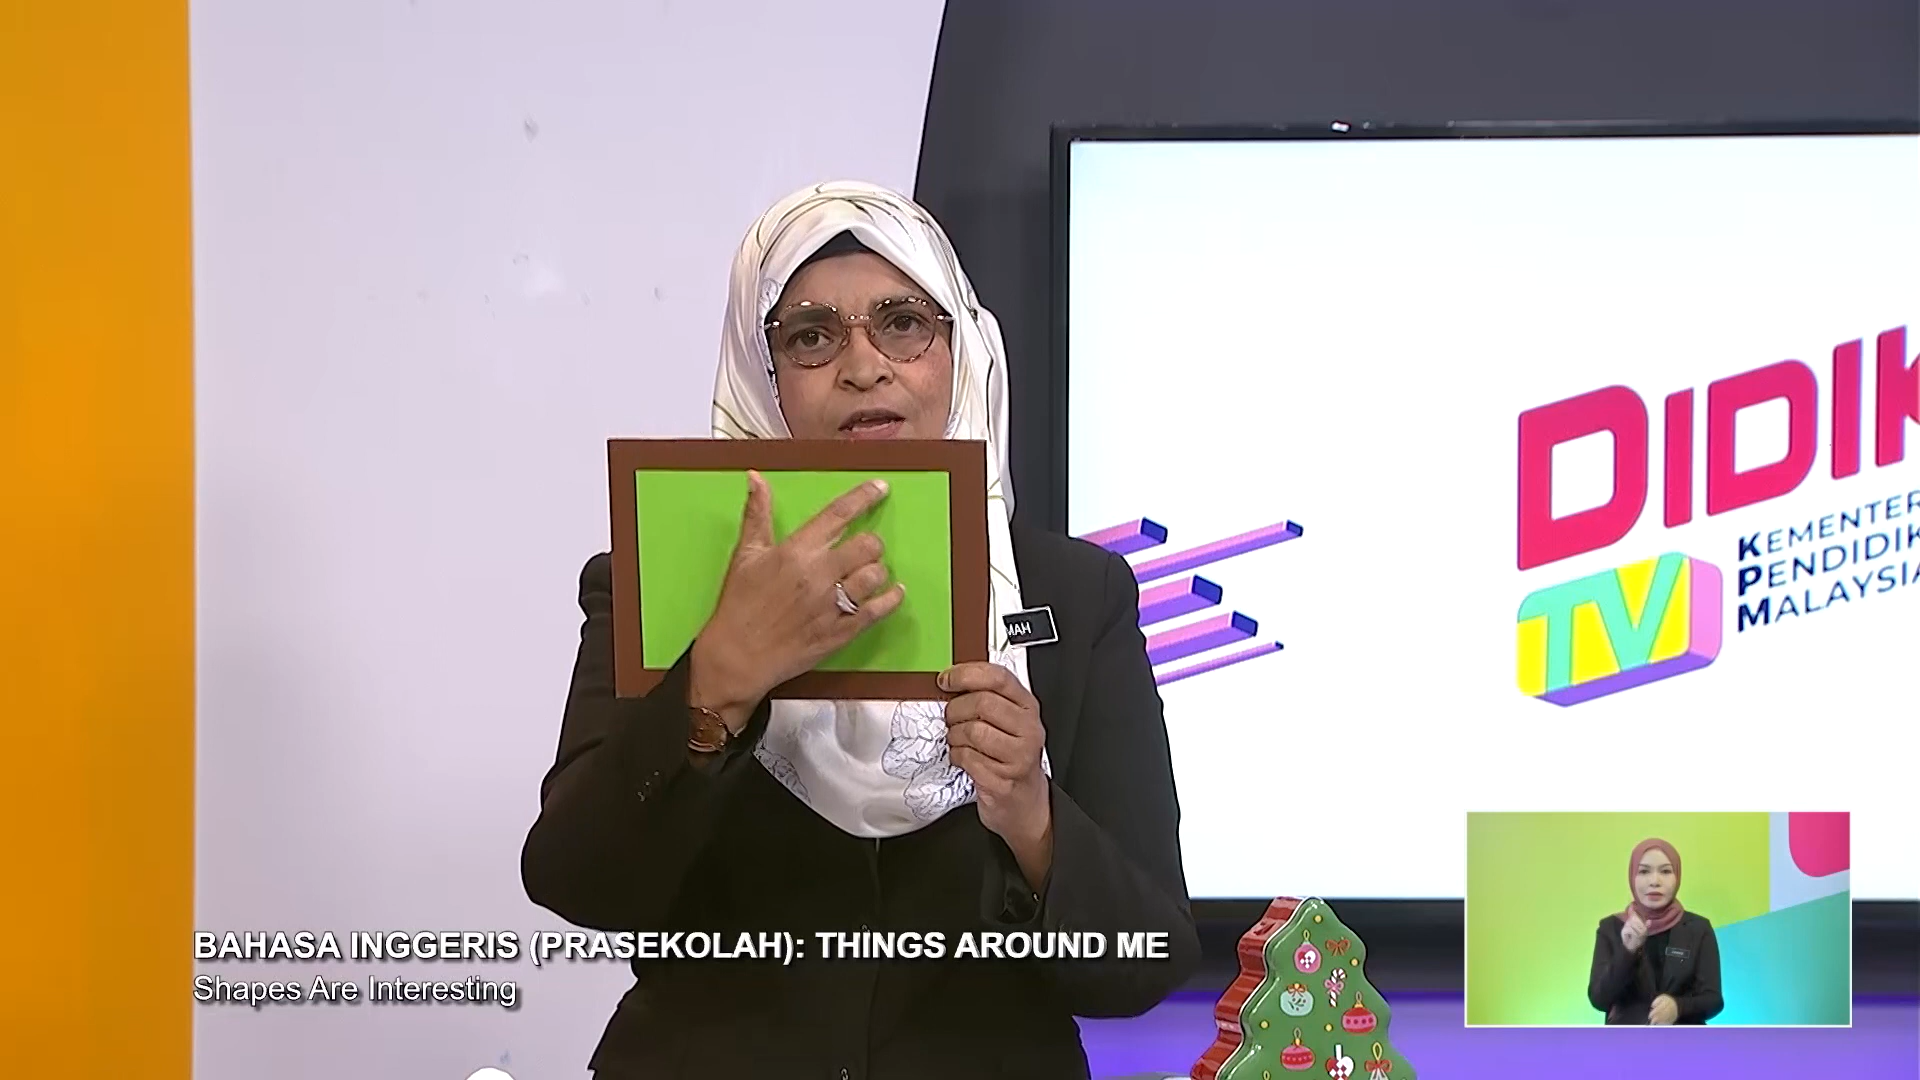 DIDIK
TV
KEMENTER
PENDIDIK
MALAYSIA
MAH
BAHASA INGGERIS (PRASEKOLAH): THINGS AROUND ME
Shapes Are Interesting